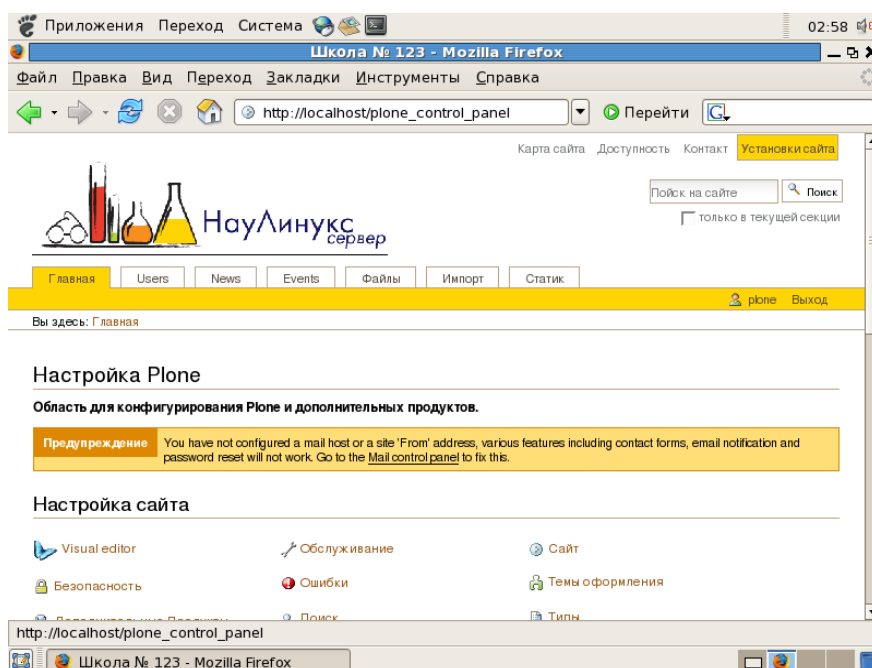 Приложения Переход Система 02:58
Школа № 123 - Mozilla Firefox
Файл Правка Вид Переход Закладки Инструменты Справка
http://localhost/plone_control_panel Перейти G
Карта сайта Доступность Контакт Установки сайта
Поиск на сайте Поиск
только в текущей секции
НауЛинукс
сервер
Главная Users News Events Файлы Импорт Статик
plone Выход
Вы здесь: Главная
Настройка Plone
Область для конфигурирования Plone и дополнительных продуктов.
Предупреждение You have not configured a mail host or a site 'From' address, various features including contact forms, email notification and
password reset will not work. Go to the Mail control panel to fix this.
Настройка сайта
Visual editor Обслуживание Сайт
Безопасность Ошибки Темы оформления
Дополнительные Продукты Поиск Типы
http://localhost/plone_control_panel
Школа № 123 - Mozilla Firefox